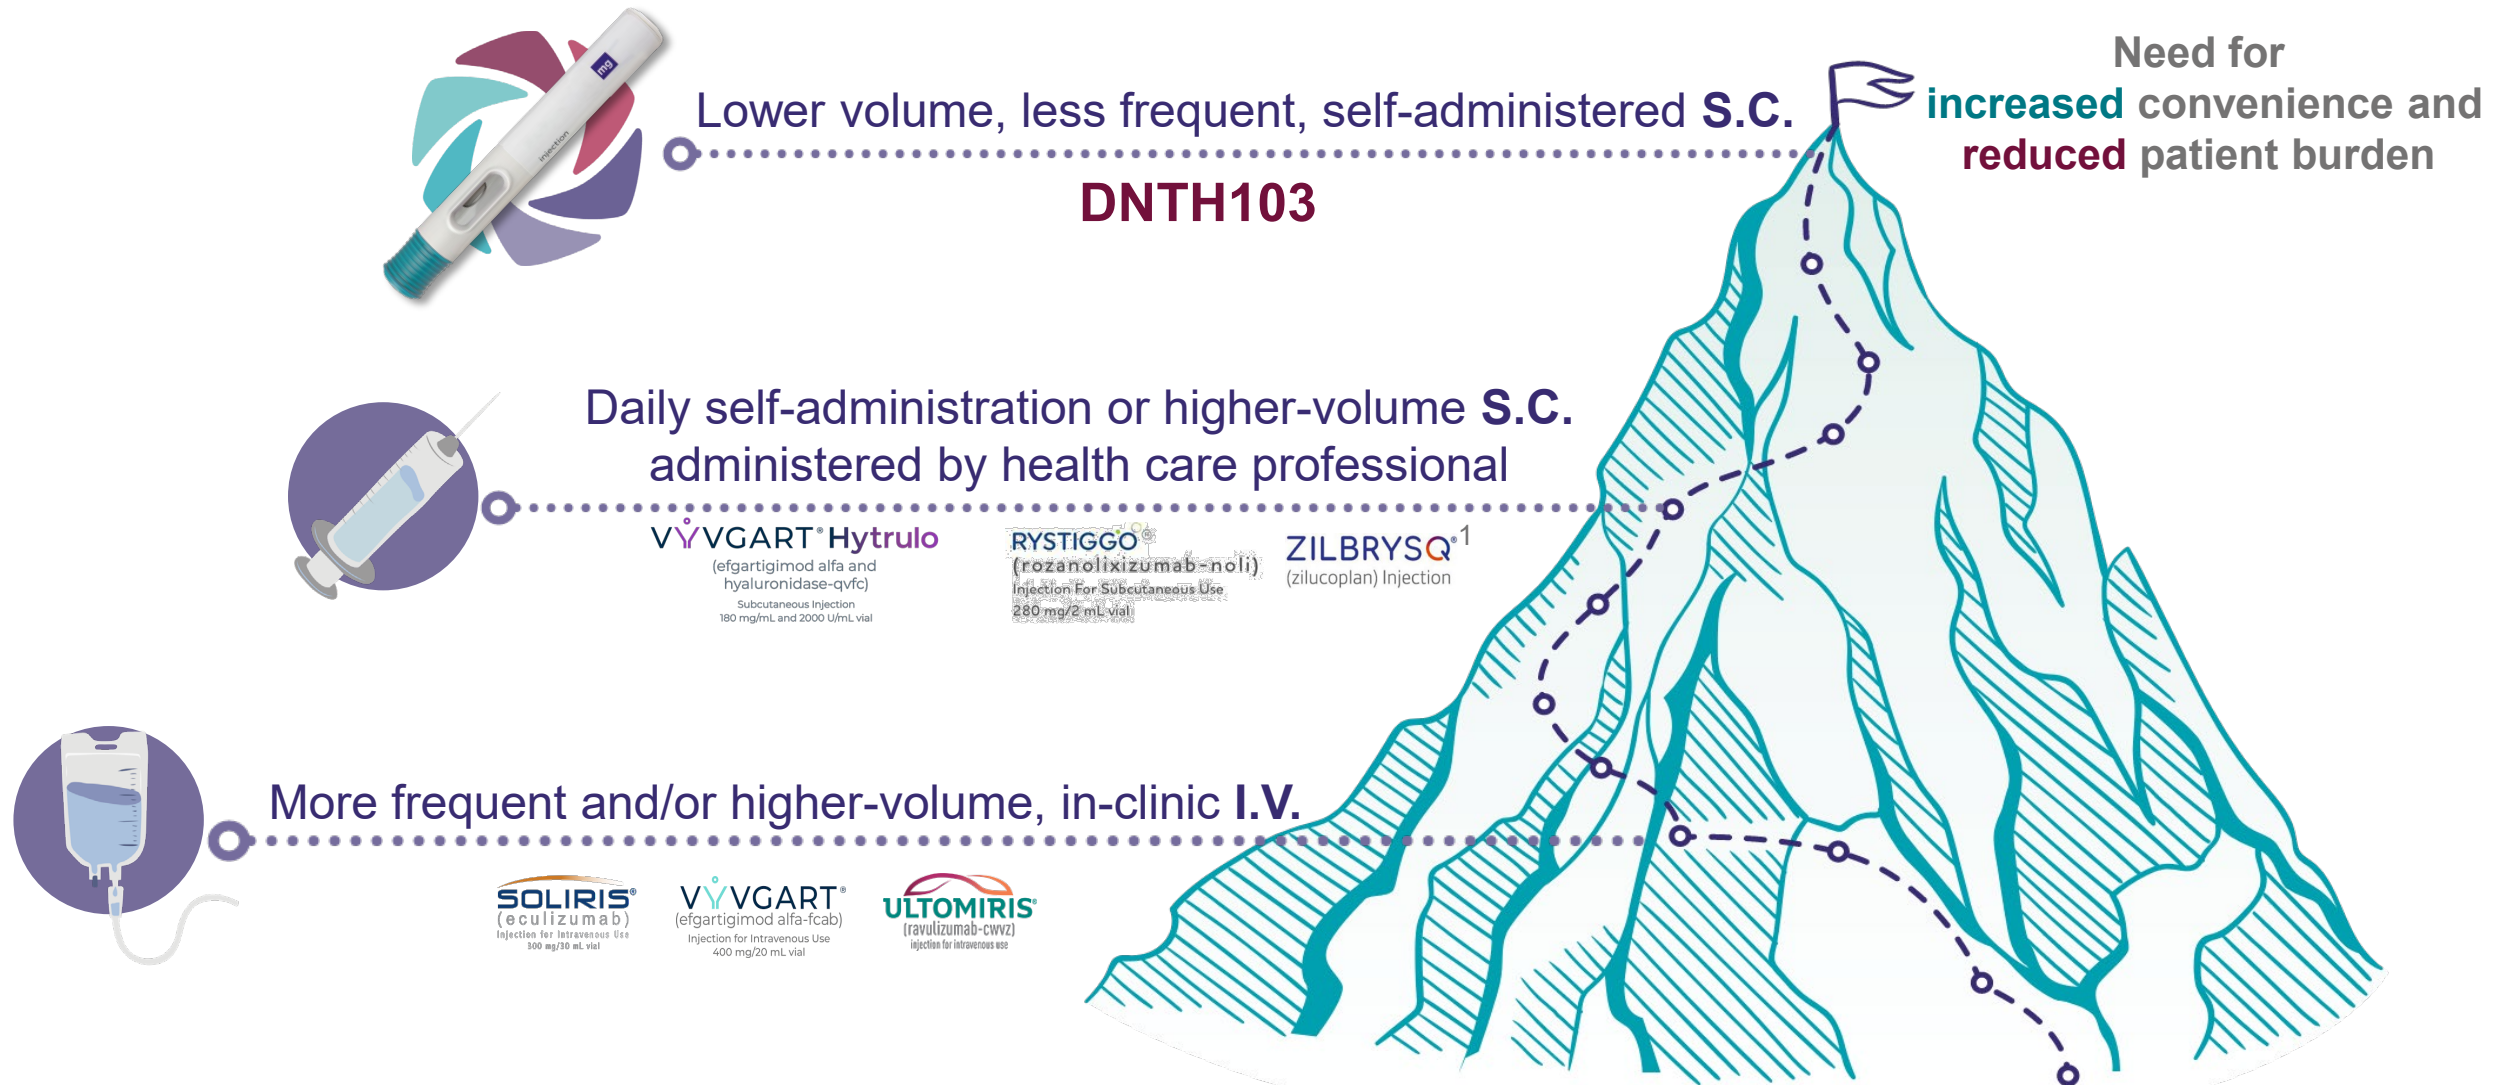 mg
injection
Lower volume, less frequent, self-administered S.C.
DNTH103
Need for
increased convenience and
reduced patient burden
Daily self-administration or higher-volume S.C.
administered by health care professional
VYVGART® Hytrulo
(efgartigimod alfa and
hyaluronidase-qvfc)
Subcutaneous Injection
180 mg/mL and 2000 U/mL vial
RYSTIGGO®
(rozanolixizumab-noli)
Injection For Subcutaneous Use
280 mg/2 mL vial
ZILBRYSQ®1
(zilucoplan) Injection
More frequent and/or higher-volume, in-clinic I.V.
SOLIRIS®
(eculizumab)
Injection for Intravenous Use
300 mg/30 mL vial
VYVGART®
(efgartigimod alfa-fcab)
Injection for Intravenous Use
400 mg/20 mL vial
ULTOMIRIS®
(ravulizumab-cwvz)
injection for intravenous use